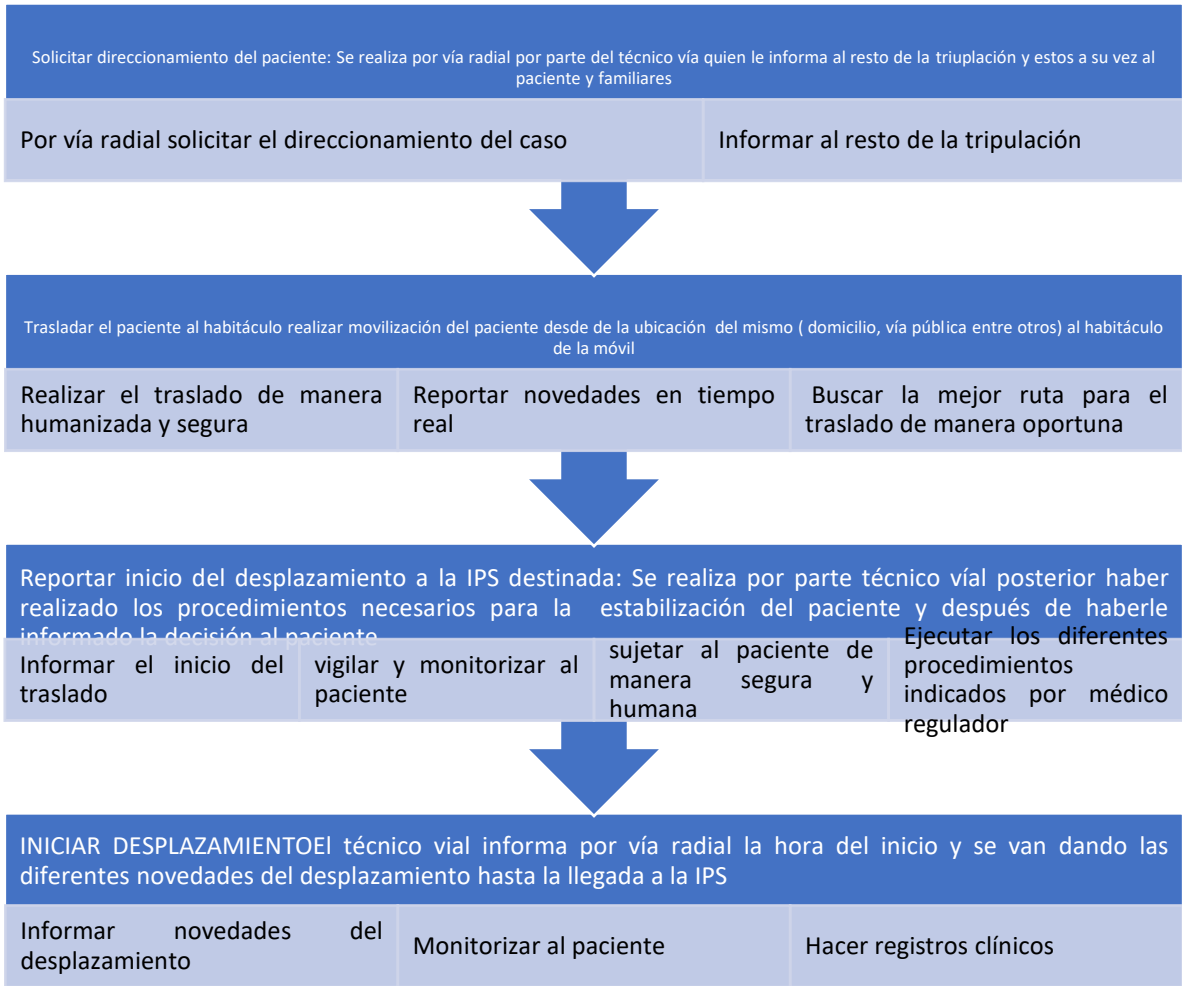 Solicitar direccionamiento del paciente: Se realiza por vía radial por parte del técnico vía quien le informa al resto de la triuplación y estos a su vez al
paciente y familiares
Por vía radial solicitar el direccionamiento del caso
Informar al resto de la tripulación
Trasladar el paciente al habitáculo realizar movilización del paciente desde de la ubicación del mismo ( domicilio, vía pública entre otros) al habitáculo
de la móvil
Realizar el traslado de manera
humanizada y segura
Reportar novedades en tiempo
real
Buscar la mejor ruta para el
traslado de manera oportuna
Reportar inicio del desplazamiento a la IPS destinada: Se realiza por parte técnico víal posterior haber
realizado los procedimientos necesarios para la estabilización del paciente y después de haberle
informado la decisión al paciente
Informar el inicio del
traslado
vigilar y monitorizar al
paciente
sujetar al paciente de
manera segura y
humana
Ejecutar los diferentes
procedimientos
indicados por médico
regulador
INICIAR DESPLAZAMIENTOEl técnico vial informa por vía radial la hora del inicio y se van dando las
diferentes novedades del desplazamiento hasta la llegada a la IPS
Informar novedades del
desplazamiento
Monitorizar al paciente
Hacer registros clínicos